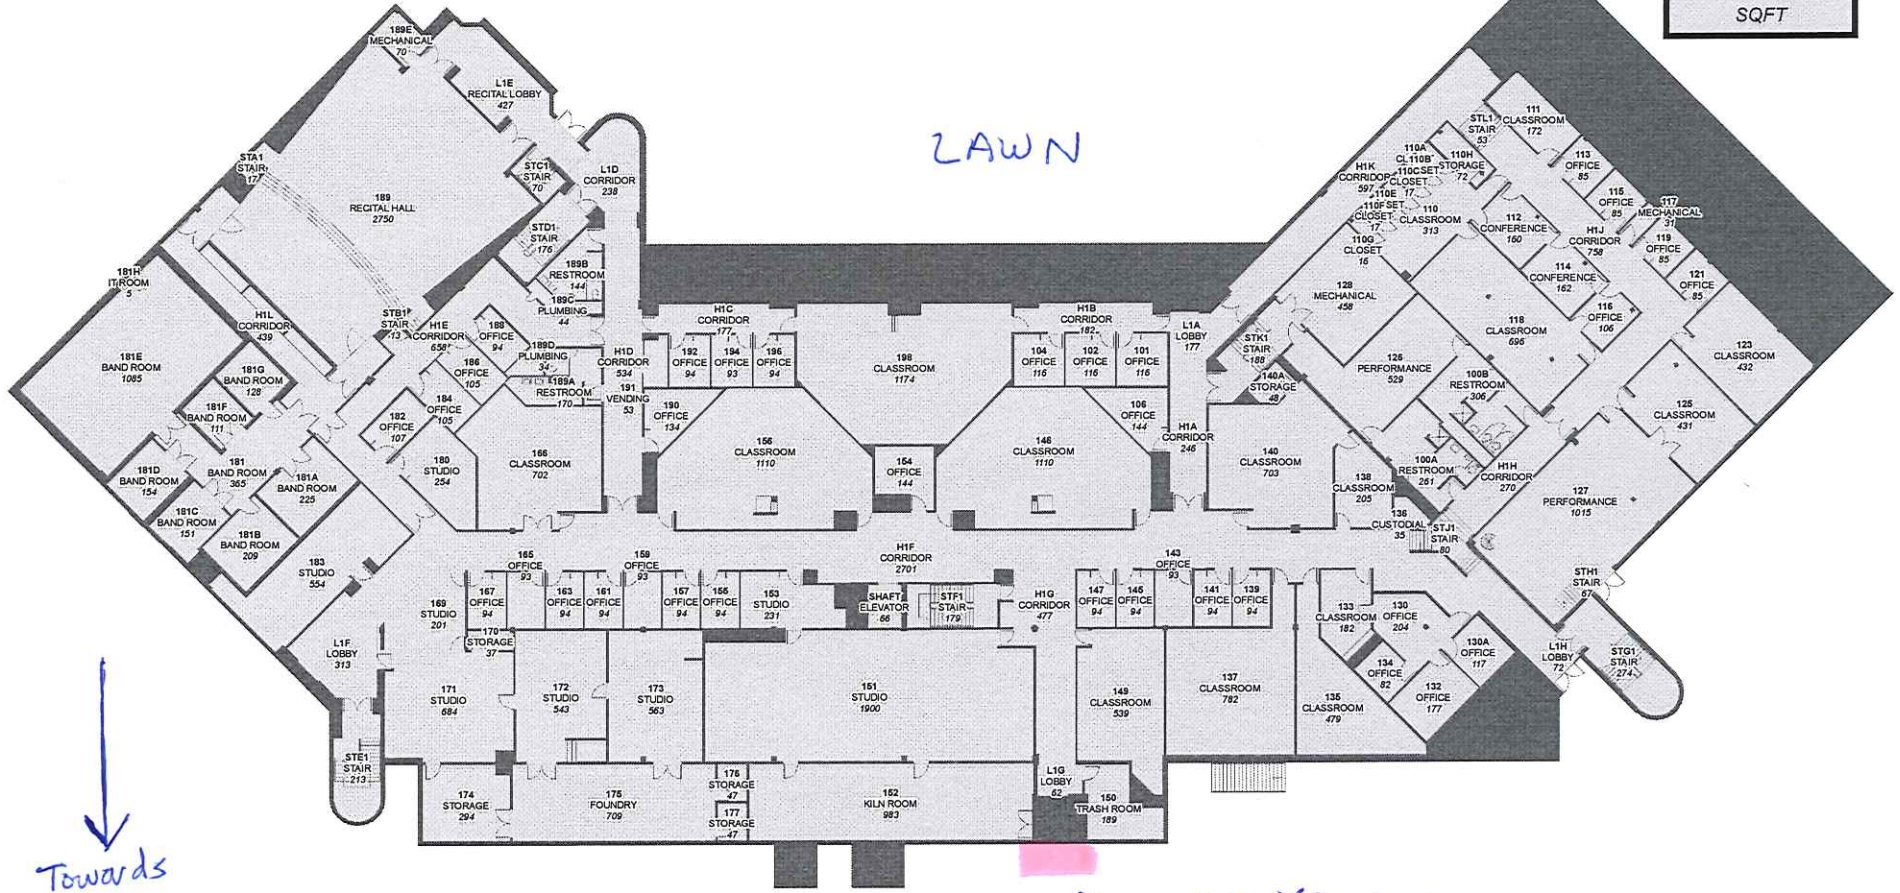 SQFT
189E
MECHANICAL
70
L1E
RECITAL LOBBY
427
STA1
STAIR
17
189
RECITAL HALL
2750
STC1
STAIR
70
L1D
CORRIDOR
238
STD1
STAIR
176
189B
RESTROOM
144
189C
PLUMBING
44
LAWN
181H
IT ROOM
5
H1L
CORRIDOR
439
STB1
STAIR
13
H1E
CORRIDOR
658
188
OFFICE
94
189D
PLUMBING
34
186
OFFICE
105
189A
RESTROOM
170
184
OFFICE
105
182
OFFICE
107
181E
BAND ROOM
1085
181G
BAND ROOM
128
181F
BAND ROOM
111
181D
BAND ROOM
154
181
BAND ROOM
365
181A
BAND ROOM
225
181C
BAND ROOM
151
181B
BAND ROOM
209
183
STUDIO
554
180
STUDIO
254
166
CLASSROOM
702
H1D
CORRIDOR
534
191
VENDING
53
H1C
CORRIDOR
177
192
OFFICE
94
194
OFFICE
93
196
OFFICE
94
190
OFFICE
134
156
CLASSROOM
1110
198
CLASSROOM
1174
154
OFFICE
144
146
CLASSROOM
1110
H1B
CORRIDOR
182
104
OFFICE
116
102
OFFICE
116
101
OFFICE
116
106
OFFICE
144
L1A
LOBBY
177
H1A
CORRIDOR
246
STK1
STAIR
188
140A
STORAGE
48
140
CLASSROOM
703
138
CLASSROOM
205
136
CUSTODIAL
35
STJ1
STAIR
80
H1K
CORRIDOR
597
110A
110B
110C
CLOSET
17
110E
110F
CLOSET
17
110G
CLOSET
16
110
CLASSROOM
313
110H
STORAGE
72
STL1
STAIR
53
111
CLASSROOM
172
113
OFFICE
85
115
OFFICE
85
117
MECHANICAL
31
119
OFFICE
85
121
OFFICE
85
H1J
CORRIDOR
758
112
CONFERENCE
160
114
CONFERENCE
162
116
OFFICE
106
118
CLASSROOM
696
123
CLASSROOM
432
125
CLASSROOM
431
128
MECHANICAL
458
126
PERFORMANCE
529
100B
RESTROOM
306
100A
RESTROOM
261
H1H
CORRIDOR
270
127
PERFORMANCE
1015
STH1
STAIR
67
H1F
CORRIDOR
2701
165
OFFICE
93
159
OFFICE
93
143
OFFICE
93
167
OFFICE
94
163
OFFICE
94
161
OFFICE
94
157
OFFICE
94
155
OFFICE
94
153
STUDIO
231
SHAFT
ELEVATOR
66
STF1
STAIR
179
H1G
CORRIDOR
477
147
OFFICE
94
145
OFFICE
94
141
OFFICE
94
139
OFFICE
94
133
CLASSROOM
182
130
OFFICE
204
130A
OFFICE
117
134
OFFICE
82
132
OFFICE
177
L1H
LOBBY
72
STG1
STAIR
274
169
STUDIO
201
170
STORAGE
37
L1F
LOBBY
313
171
STUDIO
684
172
STUDIO
543
173
STUDIO
563
151
STUDIO
1900
149
CLASSROOM
539
137
CLASSROOM
782
135
CLASSROOM
479
STE1
STAIR
213
174
STORAGE
294
175
FOUNDRY
709
176
STORAGE
47
177
STORAGE
47
152
KILN ROOM
983
L1G
LOBBY
62
150
TRASH ROOM
189
Towards